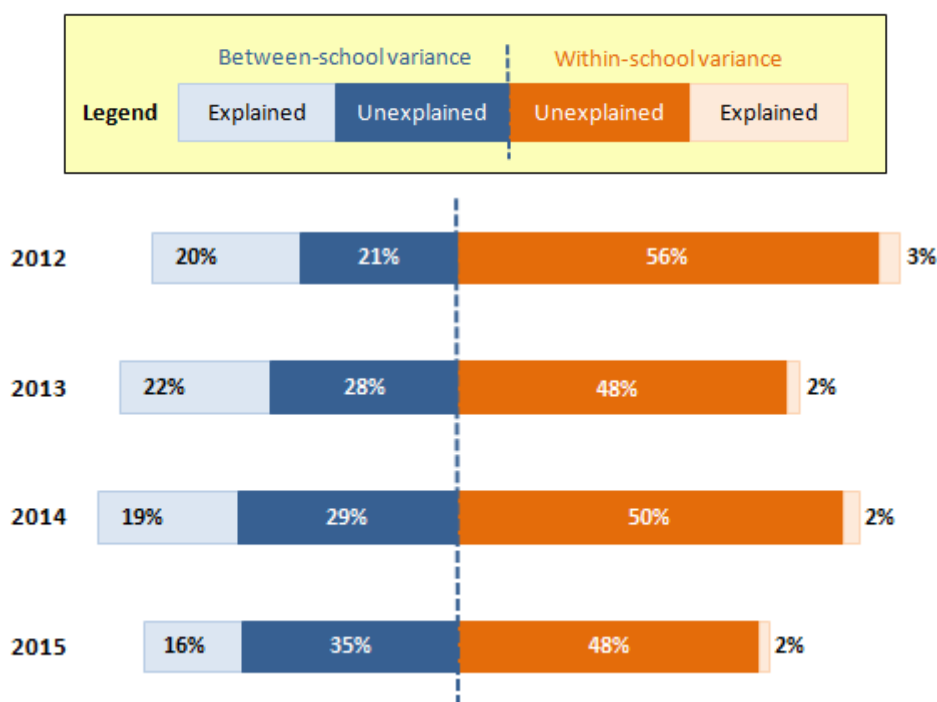 Between-school variance Within-school variance
Legend Explained Unexplained Unexplained Explained
2012 20% 21% 56% 3%
2013 22% 28% 48% 2%
2014 19% 29% 50% 2%
2015 16% 35% 48% 2%